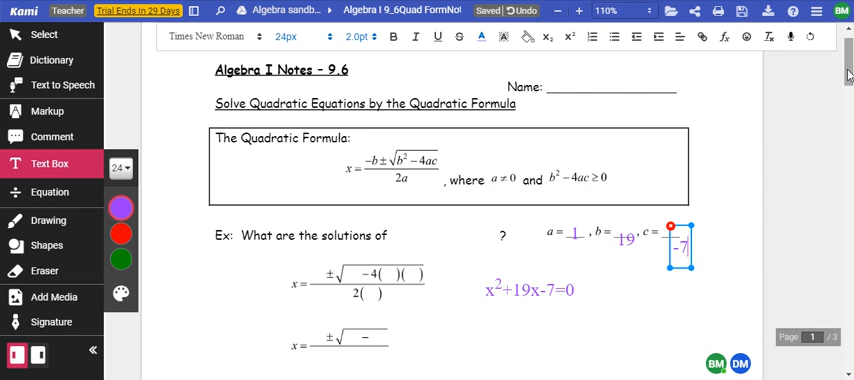 Kami Teacher Trial Ends In 29 Days Algebra sandb... Algebra I 9_6Quad FormNot Saved Undo 110% BM
Times New Roman 24px 2.0pt B I U S A A x₂ x²
Select
Dictionary
Text to Speech
Markup
Comment
Text Box
Equation
Drawing
Shapes
Eraser
Add Media
Signature
24
Algebra I Notes – 9.6
Name: ____________________
Solve Quadratic Equations by the Quadratic Formula
The Quadratic Formula:
x = (−b ± √(b² − 4ac)) / 2a , where a ≠ 0 and b² − 4ac ≥ 0
Ex: What are the solutions of ? a = 1 , b = 19 , c = -7
x = ( ± √( − 4( )( ))) / 2( )
x²+19x-7=0
x = ( ± √( − )) /
Page 1 / 3
BM DM